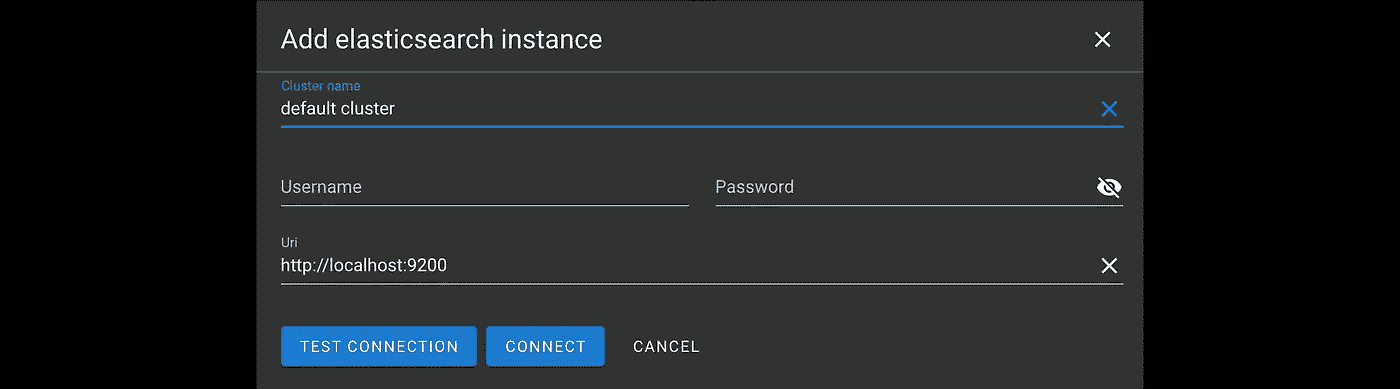 Add elasticsearch instance
Cluster name
default cluster
Username
Password
Uri
http://localhost:9200
TEST CONNECTION
CONNECT
CANCEL